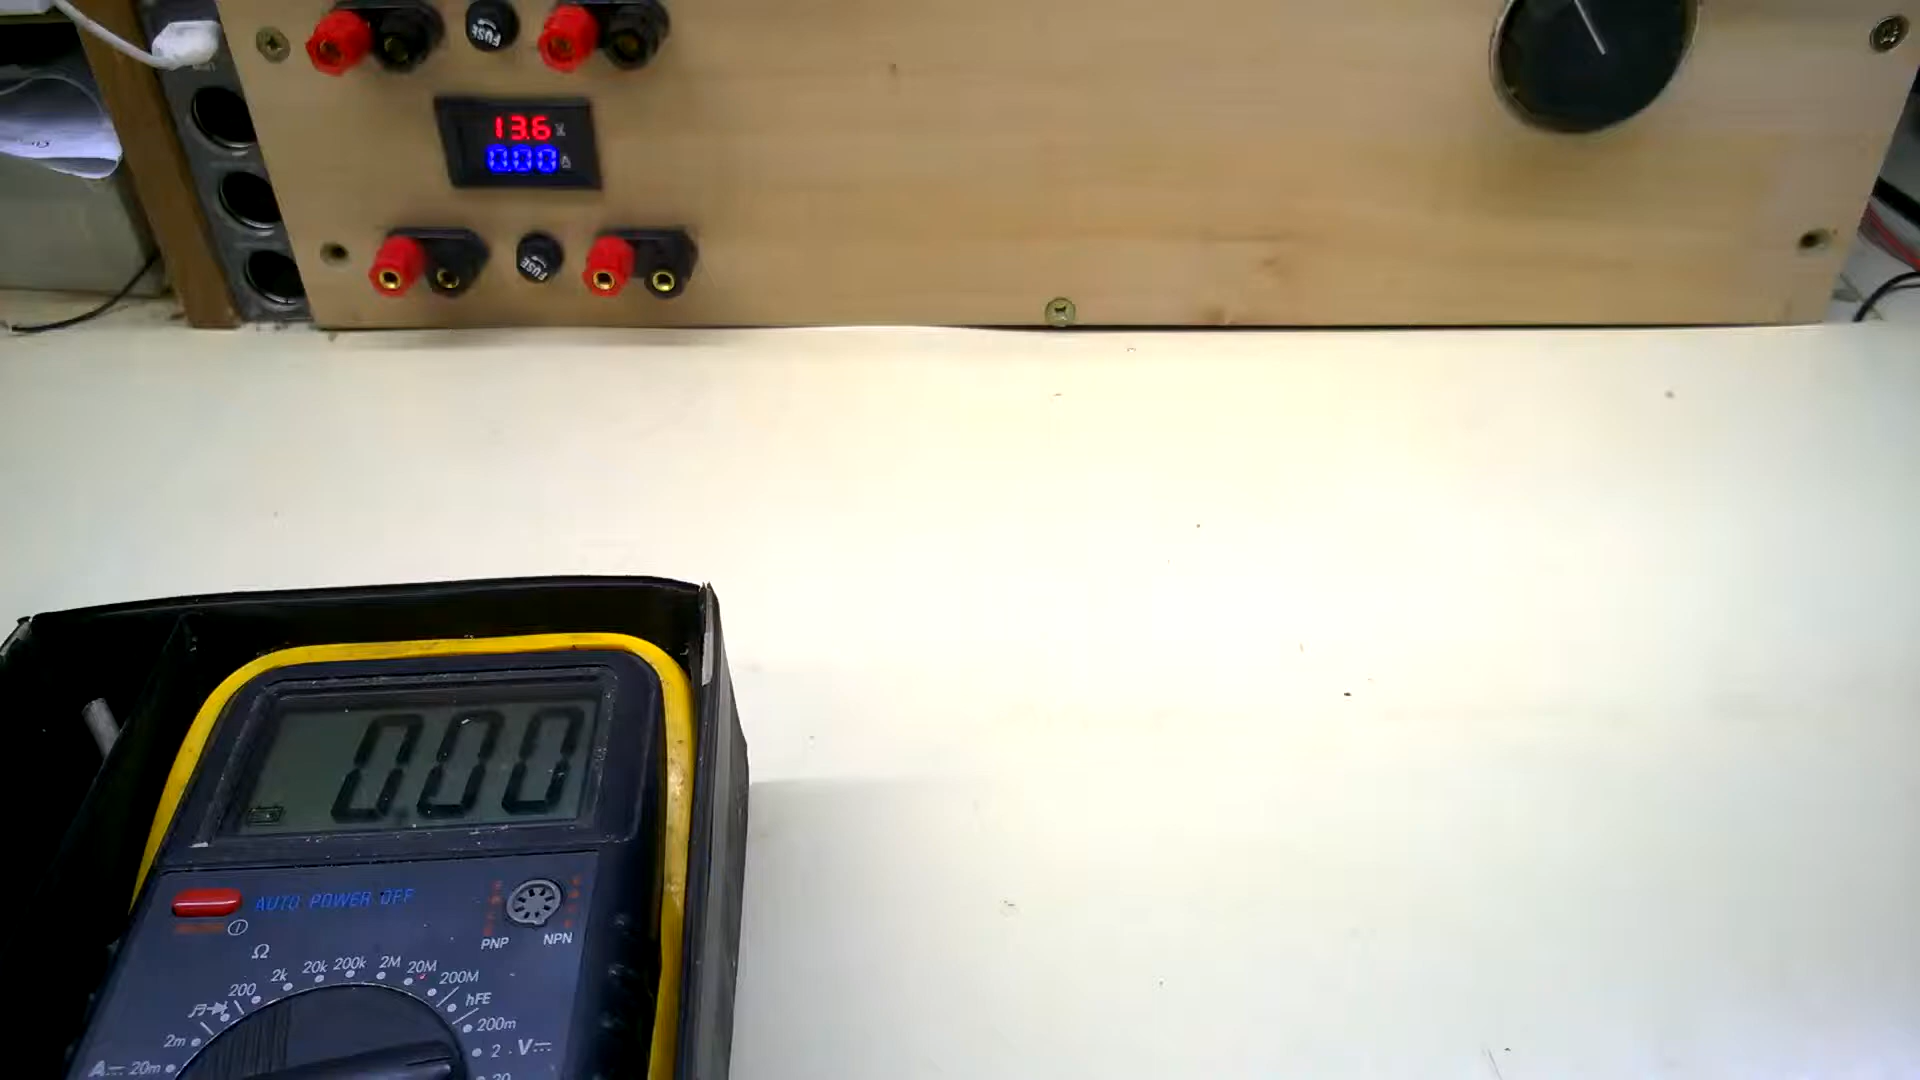 FUSE
13.6 V
0.00 A
FUSE
0.00
AUTO POWER OFF
PNP
NPN
Ω
2k
20k
200k
2M
20M
200
200M
hFE
200m
2m
2
V
A
20m
20